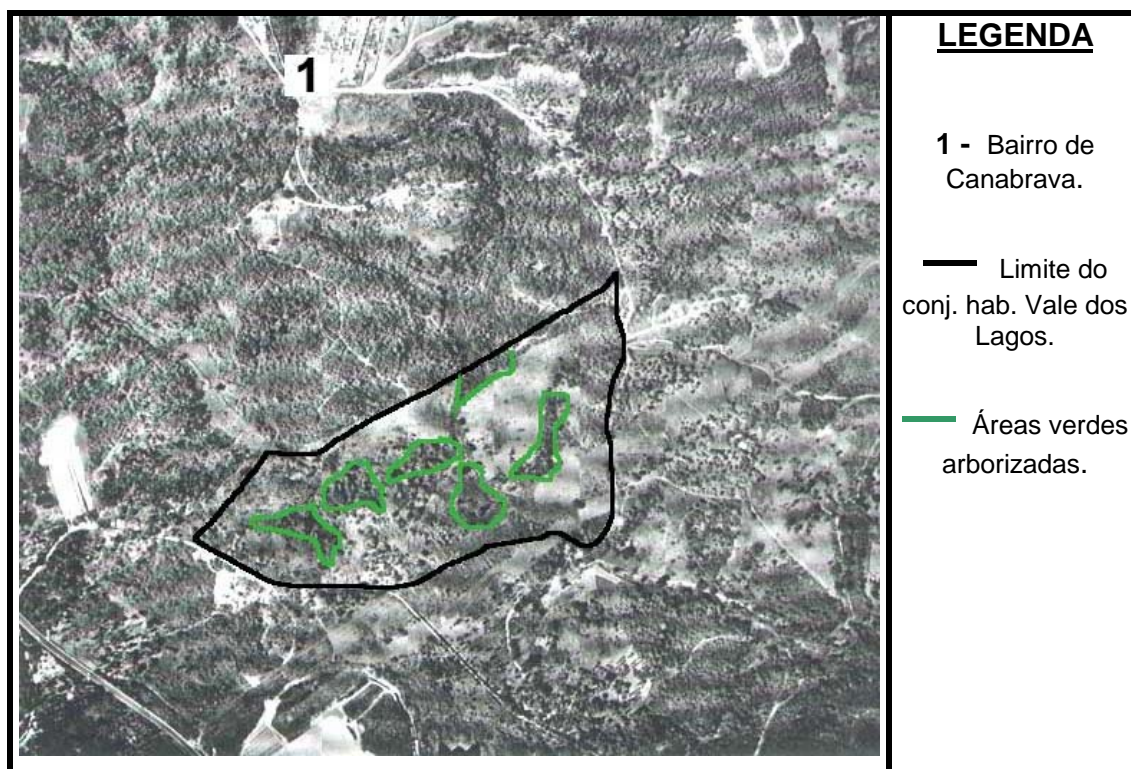 1
LEGENDA
1 - Bairro de
Canabrava.
Limite do
conj. hab. Vale dos
Lagos.
Áreas verdes
arborizadas.